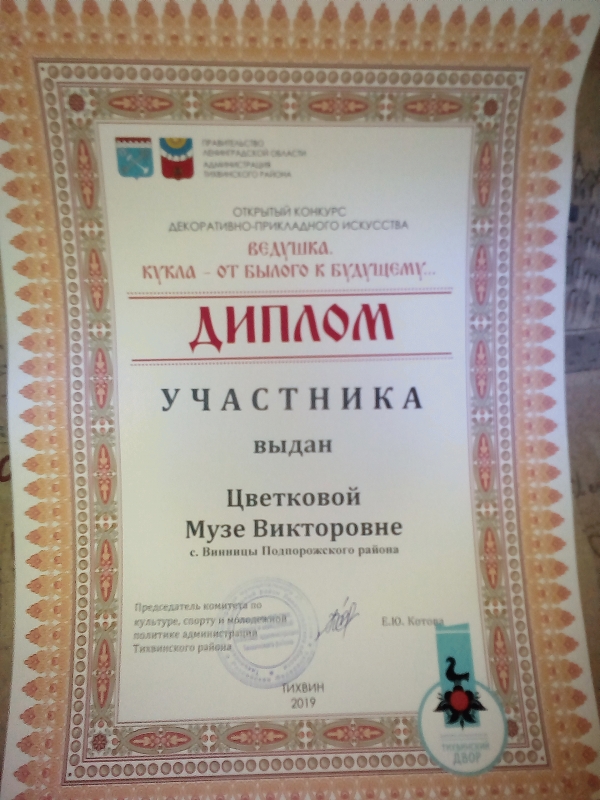 ПРАВИТЕЛЬСТВО
ЛЕНИНГРАДСКОЙ ОБЛАСТИ
АДМИНИСТРАЦИЯ
ТИХВИНСКОГО РАЙОНА
ОТКРЫТЫЙ КОНКУРС
ДЕКОРАТИВНО-ПРИКЛАДНОГО ИСКУССТВА
ВЕДУШКА.
КУКЛА – ОТ БЫЛОГО К БУДУЩЕМУ...
ДИПЛОМ
УЧАСТНИКА
выдан
Цветковой
Музе Викторовне
с. Винницы Подпорожского района
Председатель комитета по
культуре, спорту и молодежной
политике администраций
Тихвинского района
Е.Ю. Котова
ТИХВИН
2019
ТИХВИНСКИЙ
ДВОР